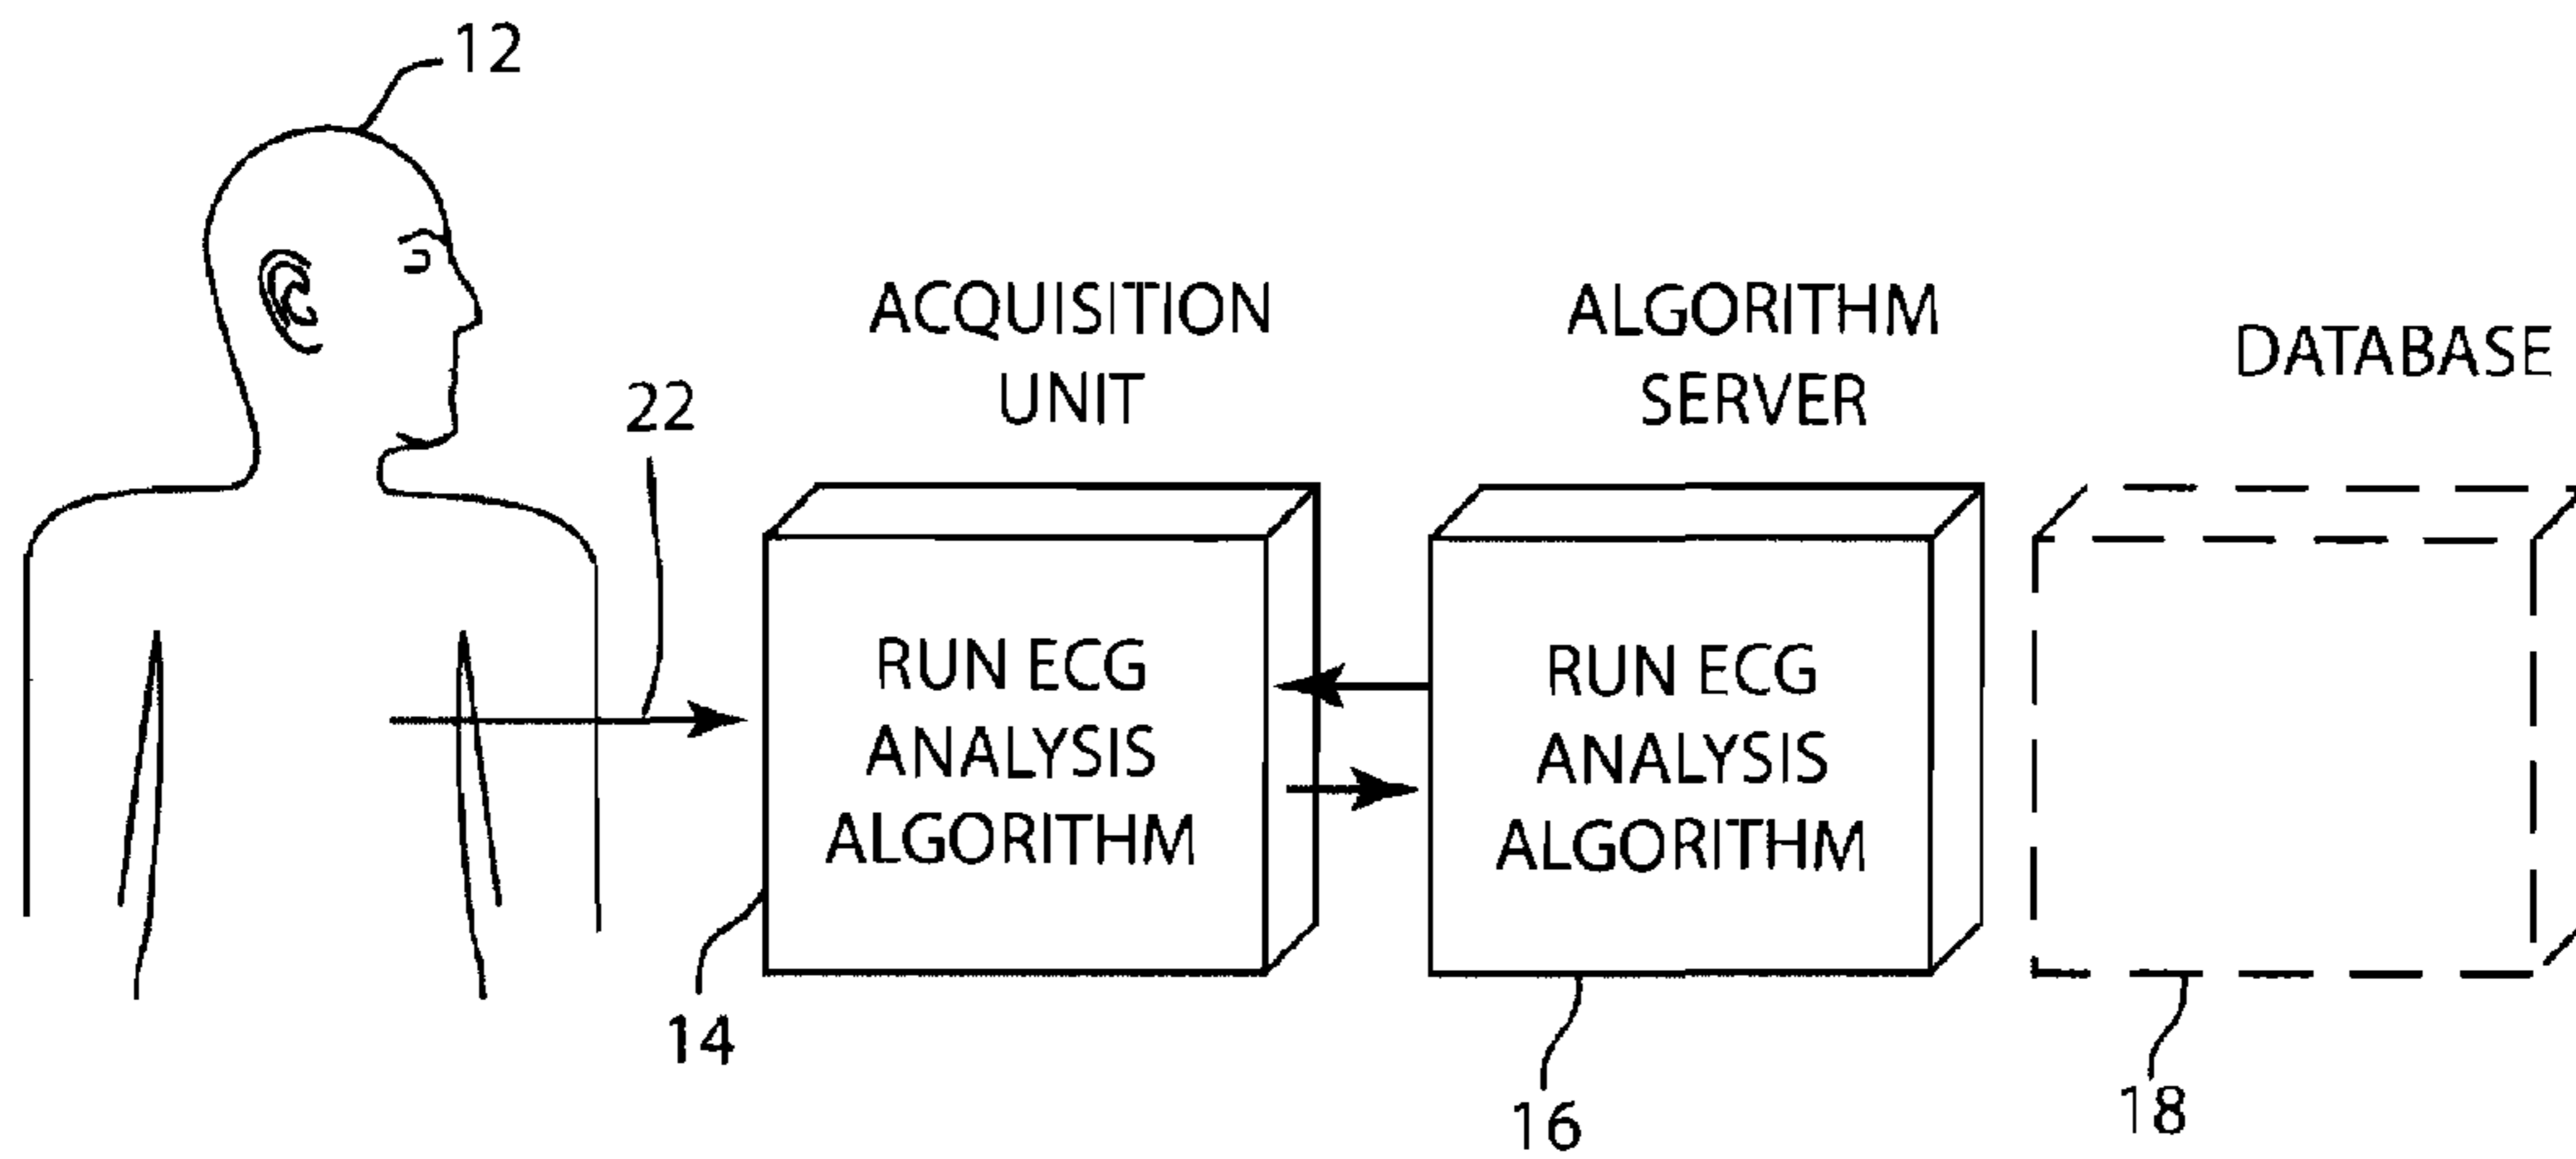 12
22
ACQUISITION
UNIT
ALGORITHM
SERVER
DATABASE
RUN ECG
ANALYSIS
ALGORITHM
RUN ECG
ANALYSIS
ALGORITHM
14
16
18